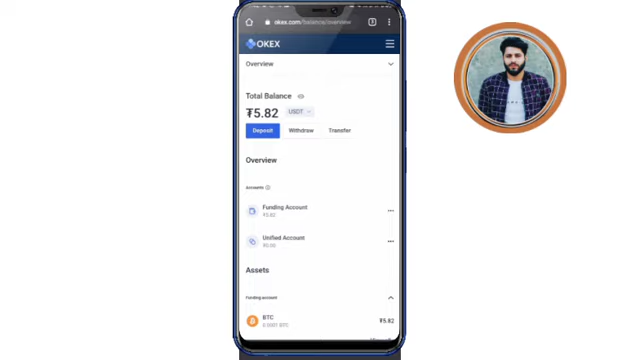 okex.com/balance/overview
3
OKEX
Overview
Total Balance
₮5.82 USDT
Deposit Withdraw Transfer
Overview
Accounts
Funding Account
₮5.82
Unified Account
₮0.00
Assets
Funding account
BTC ₮5.82
0.0001 BTC